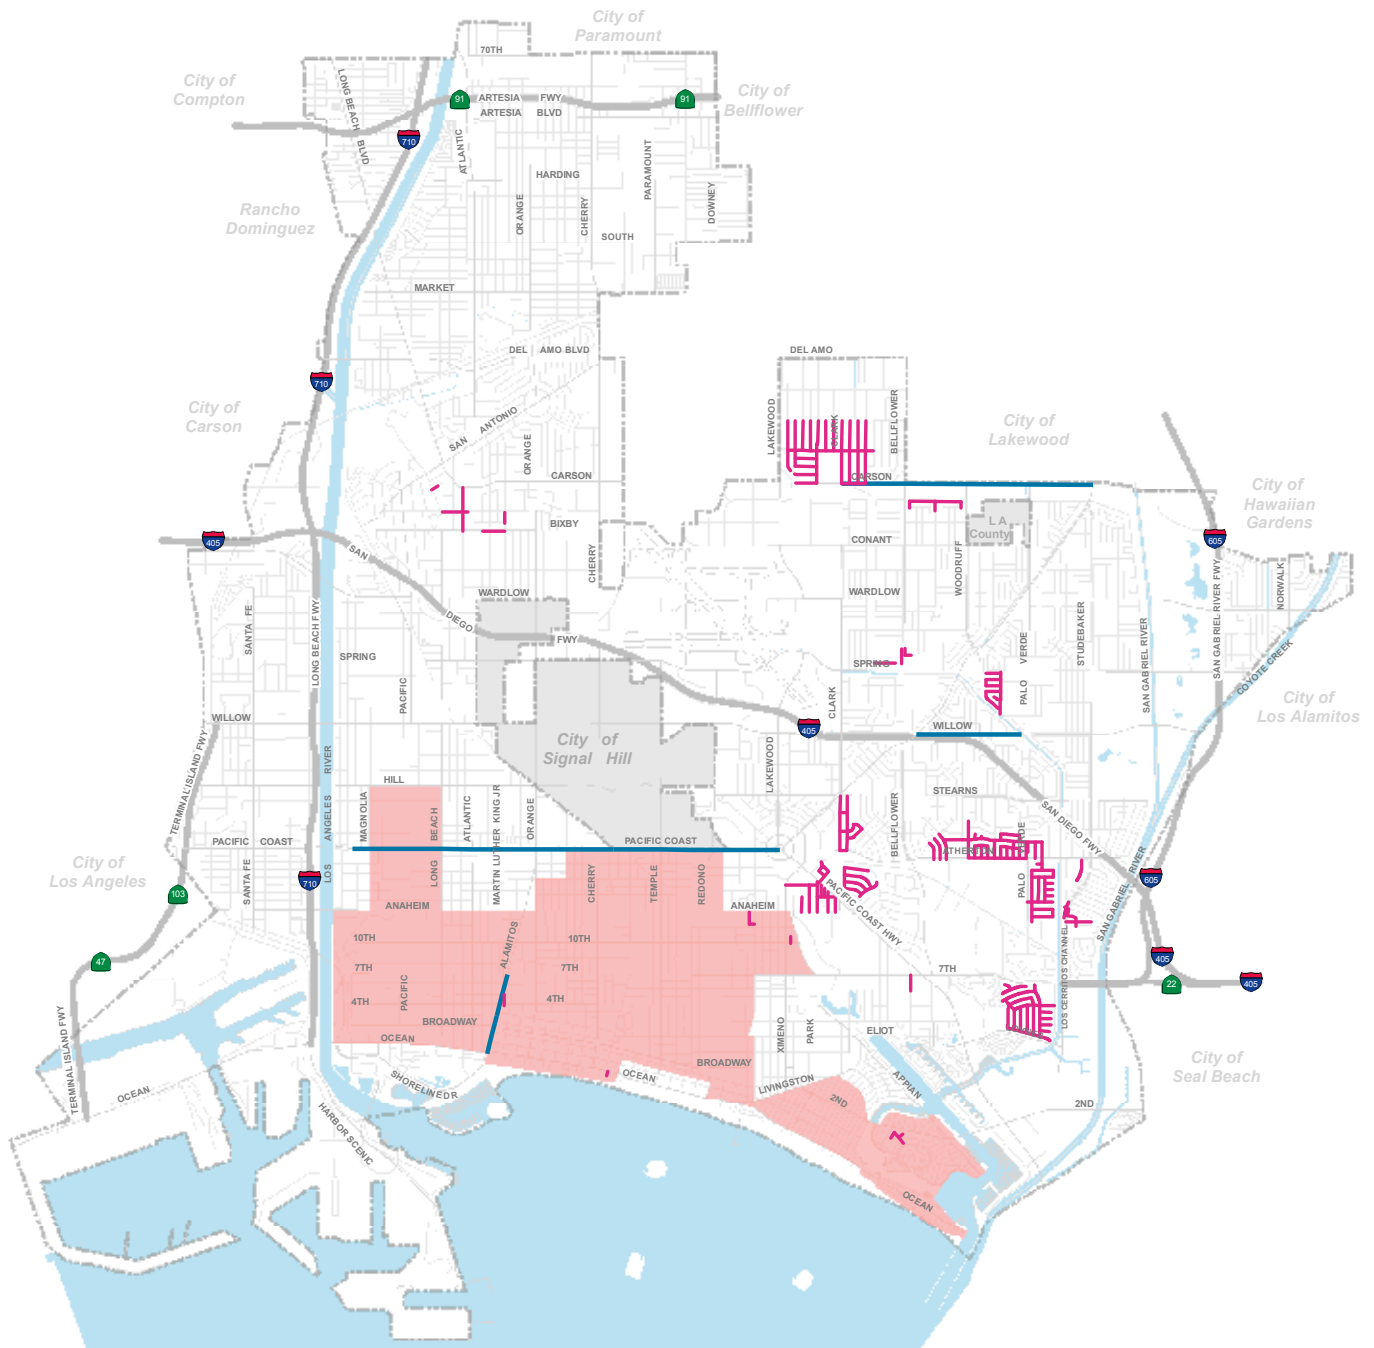 City of
Paramount
70TH
City of
Compton
LONG BEACH BLVD
91
ARTESIA FWY
91
City of
Bellflower
ARTESIA BLVD
710
ATLANTIC
HARDING
PARAMOUNT
Rancho
Dominguez
ORANGE
CHERRY
DOWNEY
SOUTH
MARKET
DEL AMO BLVD
DEL AMO
710
City of
Carson
SAN ANTONIO
ORANGE
LAKEWOOD
CLARK
BELLFLOWER
City of
Lakewood
CARSON
CARSON
City of
Hawaiian
Gardens
BIXBY
L A
County
405
SAN
CHERRY
CONANT
WOODRUFF
605
WARDLOW
WARDLOW
NORWALK
SANTA FE
LONG BEACH FWY
DIEGO
FWY
VERDE
STUDEBAKER
SAN GABRIEL RIVER
SAN GABRIEL RIVER FWY
COYOTE CREEK
SPRING
SPRING
PACIFIC
CLARK
PALO
City of
Los Alamitos
WILLOW
405
WILLOW
TERMINAL ISLAND FWY
RIVER
City of
Signal Hill
LAKEWOOD
HILL
STEARNS
ANGELES
MAGNOLIA
BEACH
ATLANTIC
MARTIN LUTHER KING JR
ORANGE
BELLFLOWER
SAN DIEGO FWY
PACIFIC COAST
PACIFIC COAST
VERDE
ATHERTON
City of
Los Angeles
SANTA FE
LOS
LONG
CHERRY
TEMPLE
REDONO
PACIFIC COAST HWY
PALO
SAN GABRIEL RIVER
605
710
103
ANAHEIM
ANAHEIM
ALAMITOS
10TH
10TH
47
7TH
7TH
7TH
LOS CERRITOS CHANNEL
405
22
405
4TH
PACIFIC
4TH
TERMINAL ISLAND FWY
BROADWAY
OCEAN
XIMENO
PARK
ELIOT
City of
Seal Beach
BROADWAY
OCEAN
SHORELINE DR
LIVINGSTON
APPIAN
OCEAN
2ND
2ND
HARBOR SCENIC
OCEAN